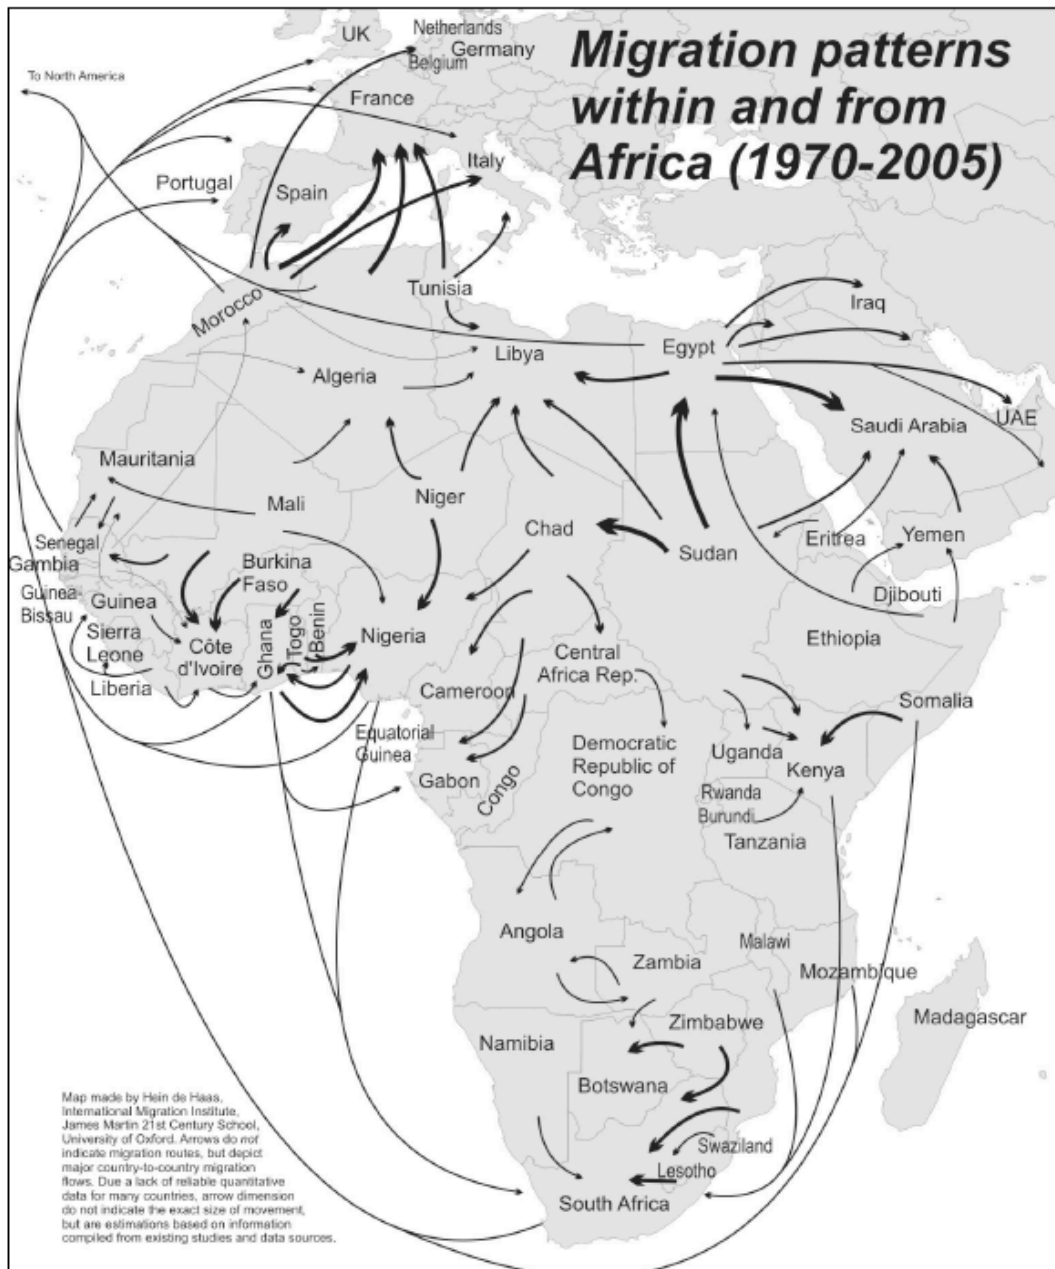 Migration patterns
within and from
Africa (1970-2005)
UK
Netherlands
Germany
Belgium
To North America
France
Italy
Portugal
Spain
Morocco
Tunisia
Iraq
Algeria
Libya
Egypt
UAE
Saudi Arabia
Mauritania
Mali
Niger
Chad
Sudan
Eritrea
Yemen
Senegal
Gambia
Guinea-
Bissau
Guinea
Burkina
Faso
Djibouti
Sierra
Leone
Côte
d'Ivoire
Ghana
Togo
Benin
Nigeria
Ethiopia
Liberia
Central
Africa Rep.
Cameroon
Somalia
Equatorial
Guinea
Gabon
Congo
Democratic
Republic of
Congo
Uganda
Kenya
Rwanda
Burundi
Tanzania
Angola
Zambia
Malawi
Mozambique
Madagascar
Namibia
Zimbabwe
Botswana
Swaziland
Lesotho
South Africa
Map made by Hein de Haas,
International Migration Institute,
James Martin 21st Century School,
University of Oxford. Arrows do not
indicate migration routes, but depict
major country-to-country migration
flows. Due a lack of reliable quantitative
data for many countries, arrow dimension
do not indicate the exact size of movement,
but are estimations based on information
compiled from existing studies and data sources.